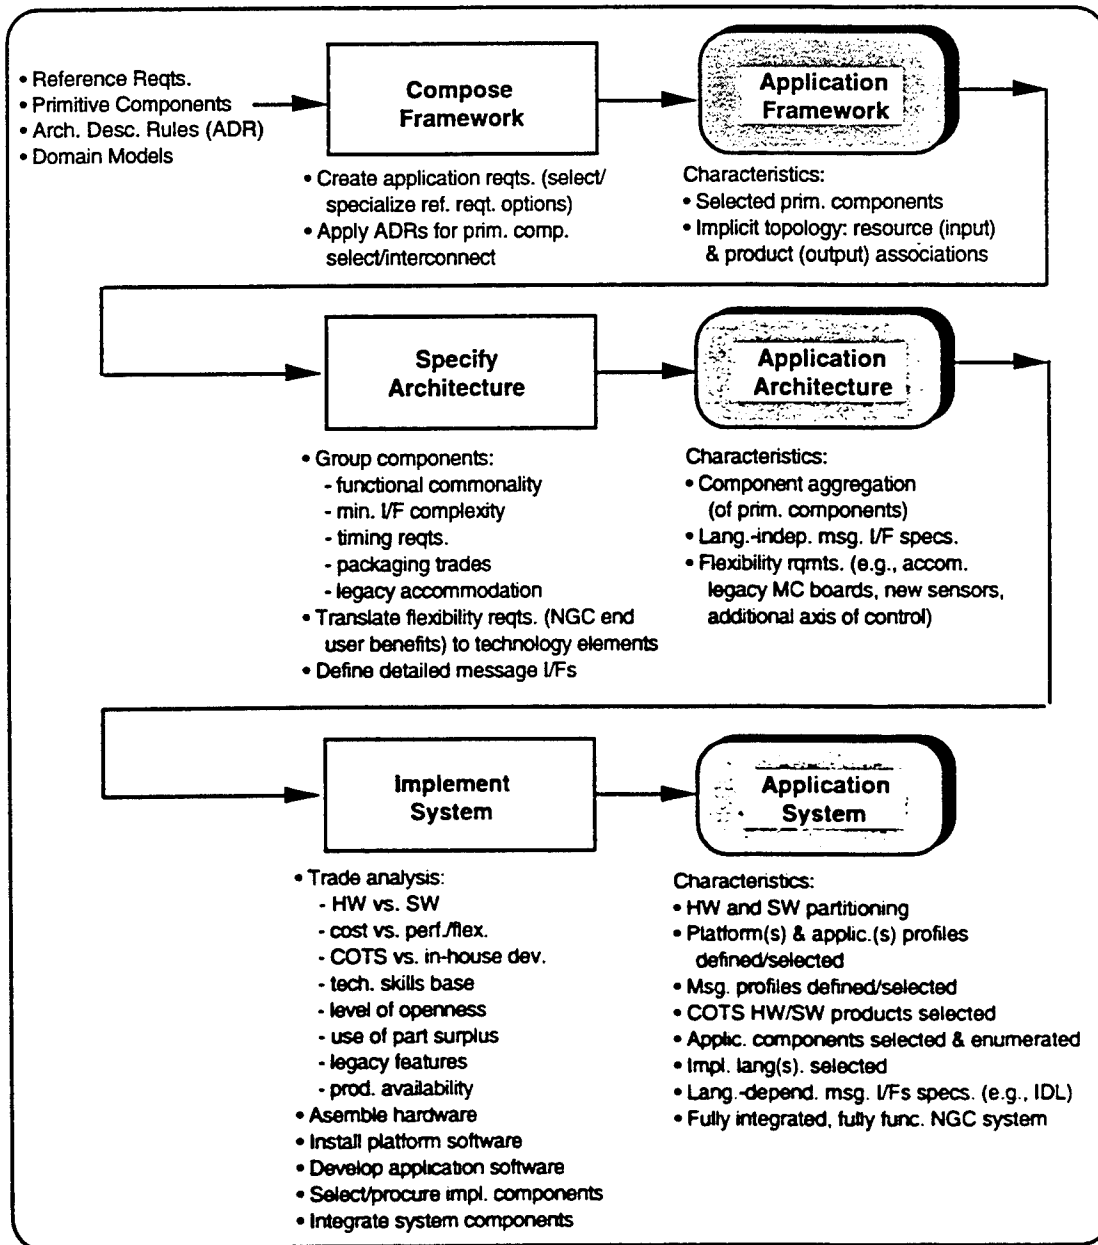 • Reference Reqts.
• Primitive Components
• Arch. Desc. Rules (ADR)
• Domain Models
Compose
Framework
Application
Framework
• Create application reqts. (select/
specialize ref. reqt. options)
• Apply ADRs for prim. comp.
select/interconnect
Characteristics:
• Selected prim. components
• Implicit topology: resource (input)
& product (output) associations
Specify
Architecture
Application
Architecture
• Group components:
- functional commonality
- min. I/F complexity
- timing reqts.
- packaging trades
- legacy accommodation
• Translate flexibility reqts. (NGC end
user benefits) to technology elements
• Define detailed message I/Fs
Characteristics:
• Component aggregation
(of prim. components)
• Lang.-indep. msg. I/F specs.
• Flexibility rqmts. (e.g., accom.
legacy MC boards, new sensors,
additional axis of control)
Implement
System
Application
System
• Trade analysis:
- HW vs. SW
- cost vs. perf./flex.
- COTS vs. in-house dev.
- tech. skills base
- level of openness
- use of part surplus
- legacy features
- prod. availability
• Asemble hardware
• Install platform software
• Develop application software
• Select/procure impl. components
• Integrate system components
Characteristics:
• HW and SW partitioning
• Platform(s) & applic.(s) profiles
defined/selected
• Msg. profiles defined/selected
• COTS HW/SW products selected
• Applic. components selected & enumerated
• Impl. lang(s). selected
• Lang.-depend. msg. I/Fs specs. (e.g., IDL)
• Fully integrated, fully func. NGC system